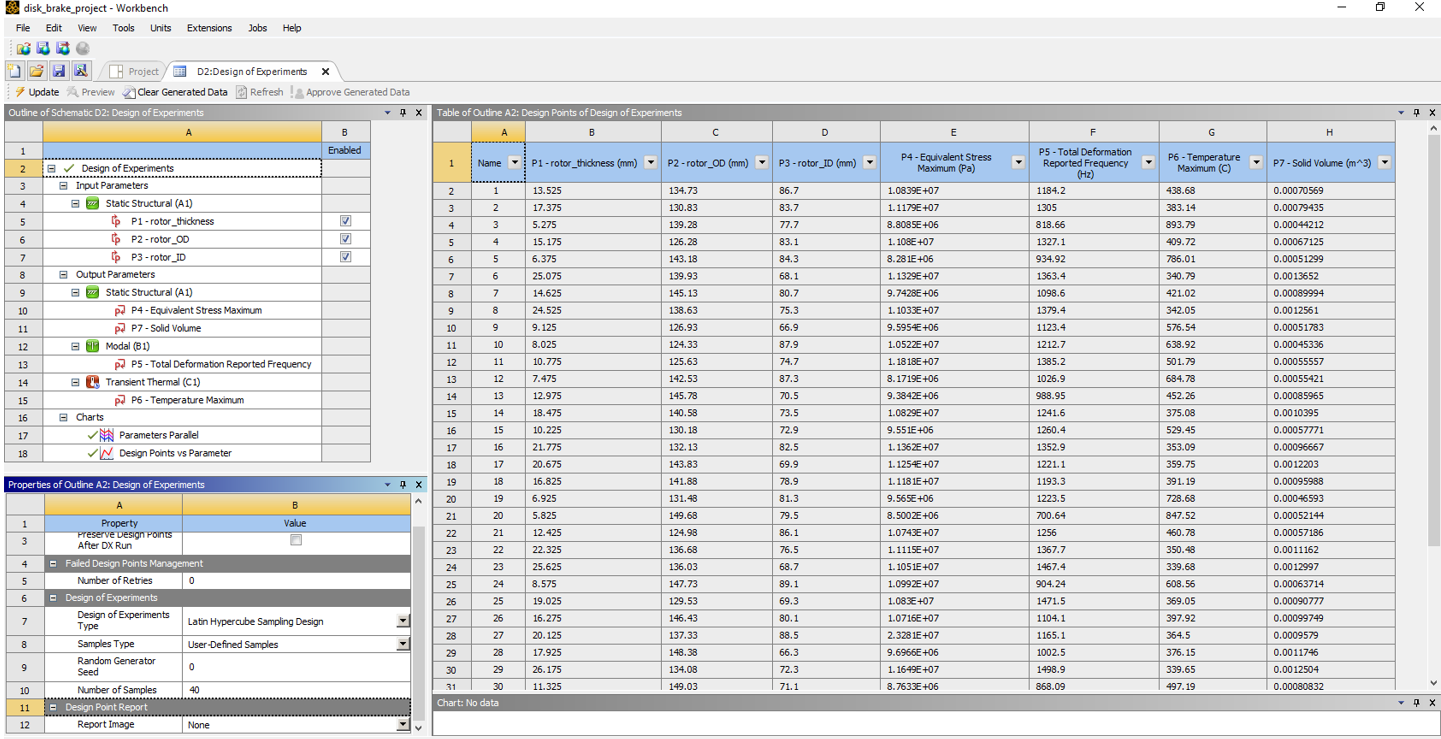 disk_brake_project - Workbench
File Edit View Tools Units Extensions Jobs Help
Project D2:Design of Experiments
Update Preview Clear Generated Data Refresh Approve Generated Data
Outline of Schematic D2: Design of Experiments
A B
1 Enabled
2 Design of Experiments
3 Input Parameters
4 Static Structural (A1)
5 P1 - rotor_thickness
6 P2 - rotor_OD
7 P3 - rotor_ID
8 Output Parameters
9 Static Structural (A1)
10 P4 - Equivalent Stress Maximum
11 P7 - Solid Volume
12 Modal (B1)
13 P5 - Total Deformation Reported Frequency
14 Transient Thermal (C1)
15 P6 - Temperature Maximum
16 Charts
17 Parameters Parallel
18 Design Points vs Parameter
Properties of Outline A2: Design of Experiments
A B
1 Property Value
3 Preserve Design Points
After DX Run
4 Failed Design Points Management
5 Number of Retries 0
6 Design of Experiments
7 Design of Experiments
Type Latin Hypercube Sampling Design
8 Samples Type User-Defined Samples
9 Random Generator
Seed 0
10 Number of Samples 40
11 Design Point Report
12 Report Image None
Table of Outline A2: Design Points of Design of Experiments
A B C D E F G H
1 Name P1 - rotor_thickness (mm) P2 - rotor_OD (mm) P3 - rotor_ID (mm) P4 - Equivalent Stress Maximum (Pa) P5 - Total Deformation Reported Frequency (Hz) P6 - Temperature Maximum (C) P7 - Solid Volume (m^3)
2 1 13.525 134.73 86.7 1.0839E+07 1184.2 438.68 0.00070569
3 2 17.375 130.83 83.7 1.1179E+07 1305 383.14 0.00079435
4 3 5.275 139.28 77.7 8.8085E+06 818.66 893.79 0.00044212
5 4 15.175 126.28 83.1 1.108E+07 1327.1 409.72 0.00067125
6 5 6.375 143.18 84.3 8.281E+06 934.92 786.01 0.00051299
7 6 25.075 139.93 68.1 1.1329E+07 1363.4 340.79 0.0013652
8 7 14.625 145.13 80.7 9.7428E+06 1098.6 421.02 0.00089994
9 8 24.525 138.63 75.3 1.1033E+07 1379.4 342.05 0.0012561
10 9 9.125 126.93 66.9 9.5954E+06 1123.4 576.54 0.00051783
11 10 8.025 124.33 87.9 1.0522E+07 1212.7 638.92 0.00045336
12 11 10.775 125.63 74.7 1.1818E+07 1385.2 501.79 0.00055557
13 12 7.475 142.53 87.3 8.1719E+06 1026.9 684.78 0.00055421
14 13 12.975 145.78 70.5 9.3842E+06 988.95 452.26 0.00085965
15 14 18.475 140.58 73.5 1.0829E+07 1241.6 375.08 0.0010395
16 15 10.225 130.18 72.9 9.551E+06 1260.4 529.45 0.00057771
17 16 21.775 132.13 82.5 1.1362E+07 1352.9 353.09 0.00096667
18 17 20.675 143.83 69.9 1.1254E+07 1221.1 359.75 0.0012203
19 18 16.825 141.88 78.9 1.1181E+07 1193.3 391.19 0.00095988
20 19 6.925 131.48 81.3 9.565E+06 1223.5 728.68 0.00046593
21 20 5.825 149.68 79.5 8.5002E+06 700.64 847.52 0.00052144
22 21 12.425 124.98 86.1 1.0743E+07 1256 460.78 0.00057186
23 22 22.325 136.68 76.5 1.1115E+07 1367.7 350.48 0.0011162
24 23 25.625 136.03 68.7 1.1051E+07 1467.4 339.68 0.0012997
25 24 8.575 147.73 89.1 1.0992E+07 904.24 608.56 0.00063714
26 25 19.025 129.53 69.3 1.083E+07 1471.5 369.05 0.00090777
27 26 16.275 146.43 80.1 1.0716E+07 1104.1 397.92 0.00099749
28 27 20.125 137.33 88.5 2.3281E+07 1165.1 364.5 0.0009579
29 28 17.925 148.38 66.3 9.6966E+06 1002.5 376.15 0.0011746
30 29 26.175 134.08 72.3 1.1649E+07 1498.9 339.65 0.0012504
31 30 11.325 149.03 71.1 8.7633E+06 868.09 497.19 0.00080832
Chart: No data